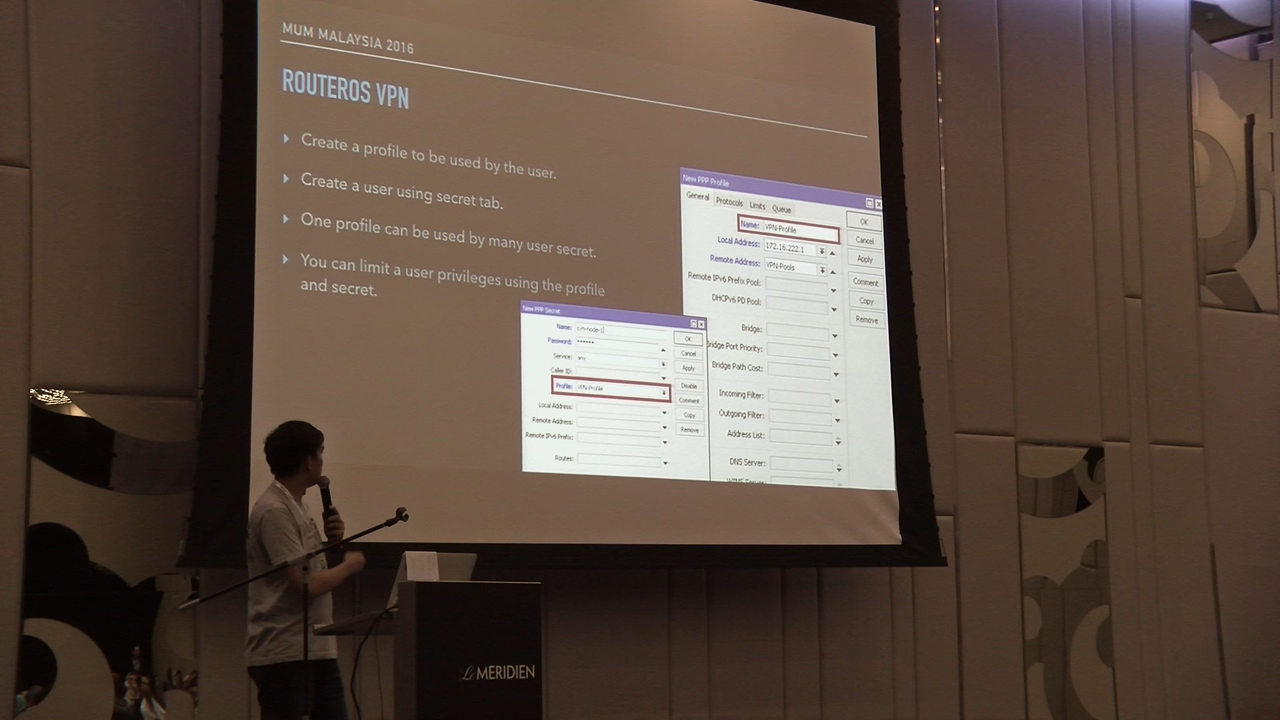 MUM MALAYSIA 2016
ROUTEROS VPN
Create a profile to be used by the user.
Create a user using secret tab.
One profile can be used by many user secret.
You can limit a user privileges using the profile
and secret.
New PPP Profile
General Protocols Limits Queue
Name: VPN-Profile
Local Address: 172.16.222.1
Remote Address: VPN-Pools
Remote IPv6 Prefix Pool:
DHCPv6 PD Pool:
Bridge:
Bridge Port Priority:
Bridge Path Cost:
Incoming Filter:
Outgoing Filter:
Address List:
DNS Server:
OK
Cancel
Apply
Comment
Copy
Remove
New PPP Secret
Name:
Password: ******
Service: any
Caller ID:
Profile: VPN-Profile
Local Address:
Remote Address:
Remote IPv6 Prefix:
Routes:
OK
Cancel
Apply
Disable
Comment
Copy
Remove
Le MERIDIEN